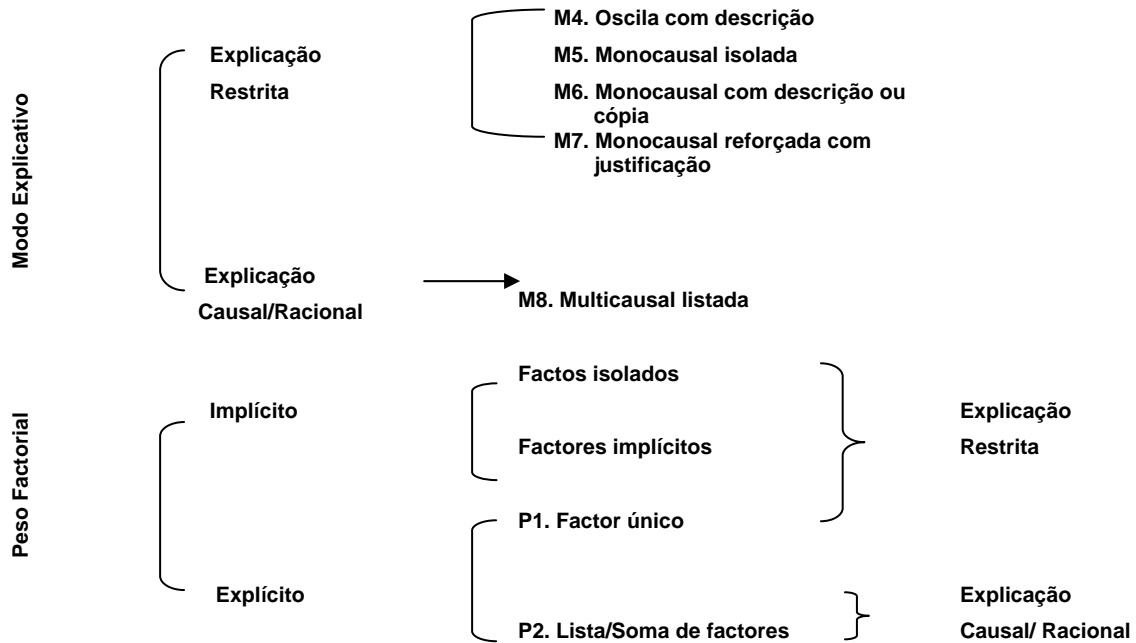 Modo Explicativo
Explicação
Restrita
M4. Oscila com descrição
M5. Monocausal isolada
M6. Monocausal com descrição ou
cópia
M7. Monocausal reforçada com
justificação
Explicação
Causal/Racional
M8. Multicausal listada
Peso Factorial
Implícito
Factos isolados
Factores implícitos
P1. Factor único
Explicação
Restrita
Explícito
P2. Lista/Soma de factores
Explicação
Causal/ Racional